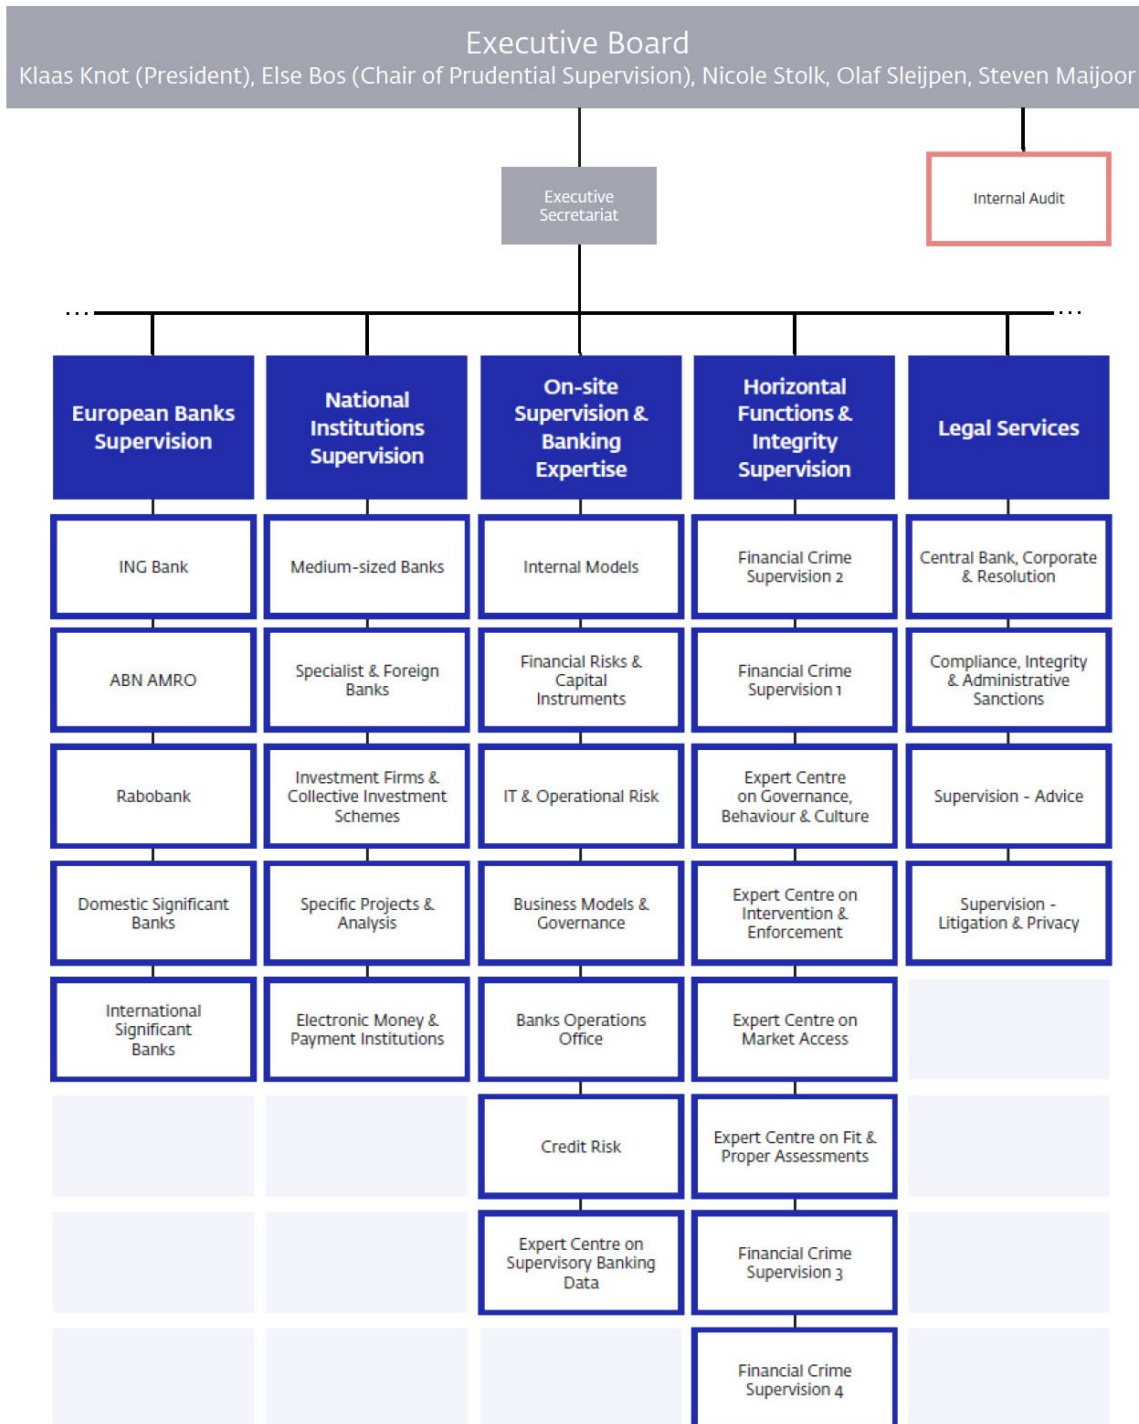 Executive Board
Klaas Knot (President), Else Bos (Chair of Prudential Supervision), Nicole Stolk, Olaf Sleijpen, Steven Maijoor
Executive
Secretariat
Internal Audit
...
...
European Banks
Supervision
National
Institutions
Supervision
On-site
Supervision &
Banking
Expertise
Horizontal
Functions &
Integrity
Supervision
Legal Services
ING Bank
Medium-sized Banks
Internal Models
Financial Crime
Supervision 2
Central Bank, Corporate
& Resolution
ABN AMRO
Specialist & Foreign
Banks
Financial Risks &
Capital
Instruments
Financial Crime
Supervision 1
Compliance, Integrity
& Administrative
Sanctions
Rabobank
Investment Firms &
Collective Investment
Schemes
IT & Operational Risk
Expert Centre
on Governance,
Behaviour & Culture
Supervision - Advice
Domestic Significant
Banks
Specific Projects &
Analysis
Business Models &
Governance
Expert Centre on
Intervention &
Enforcement
Supervision -
Litigation & Privacy
International
Significant
Banks
Electronic Money &
Payment Institutions
Banks Operations
Office
Expert Centre on
Market Access
Credit Risk
Expert Centre on Fit &
Proper Assessments
Expert Centre on
Supervisory Banking
Data
Financial Crime
Supervision 3
Financial Crime
Supervision 4